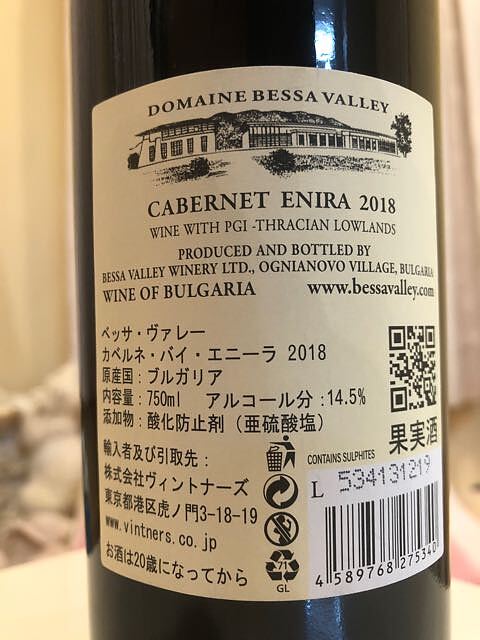 DOMAINE BESSA VALLEY
CABERNET ENIRA 2018
WINE WITH PGI -THRACIAN LOWLANDS
PRODUCED AND BOTTLED BY
BESSA VALLEY WINERY LTD., OGNIANOVO VILLAGE, BULGARIA
WINE OF BULGARIA www.bessavalley.com
ベッサ・ヴァレー
カベルネ・バイ・エニーラ 2018
原産国：ブルガリア
内容量：750ml アルコール分：14.5%
添加物：酸化防止剤（亜硫酸塩）
果実酒
輸入者及び引取先：
株式会社ヴィントナーズ
東京都港区虎ノ門3-18-19
www.vintners.co.jp
お酒は20歳になってから
71
GL
CONTAINS SULPHITES
L 534131219
4 589768 275340